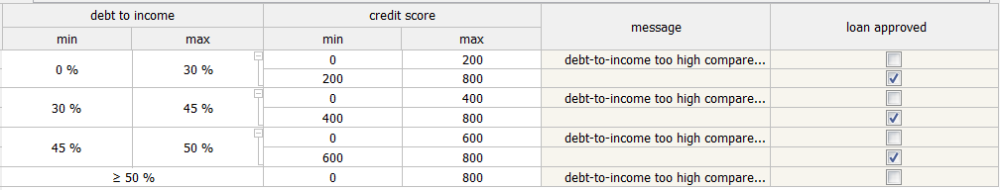 debt to income credit score message loan approved
min max min max
0 % 30 % 0 200 debt-to-income too high compare...
200 800
30 % 45 % 0 400 debt-to-income too high compare...
400 800
45 % 50 % 0 600 debt-to-income too high compare...
600 800
≥ 50 % 0 800 debt-to-income too high compare...